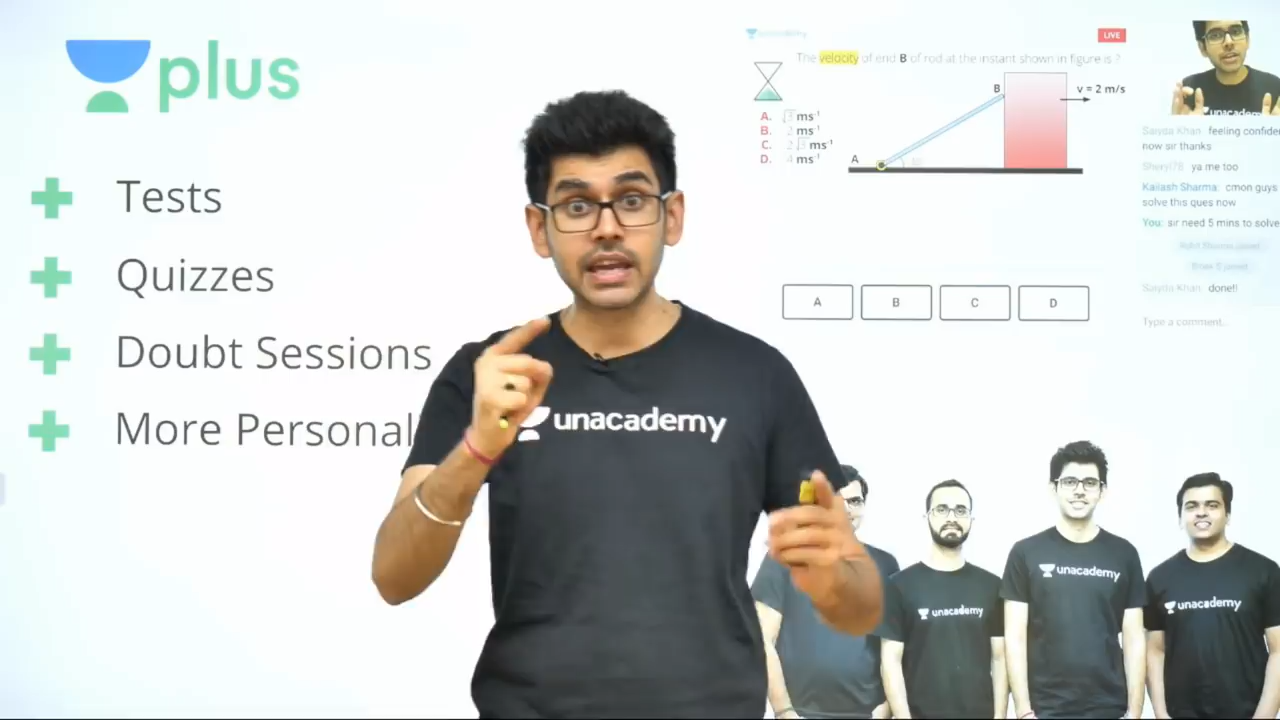 plus
Tests
Quizzes
Doubt Sessions
More Personal
unacademy
LIVE
The velocity of end B of rod at the instant shown in figure is ?
A. √3 ms⁻¹
B. 2 ms⁻¹
C. 2√3 ms⁻¹
D. 4 ms⁻¹
B
v = 2 m/s
A
A B C D
unacademy
Saiyda Khan: feeling confide
now sir thanks
ya me too
Kailash Sharma: cmon guys
solve this ques now
You: sir need 5 mins to solve
Saiyda Khan: done!!
Type a comment..
unacademy
unacademy
unacademy
unacademy